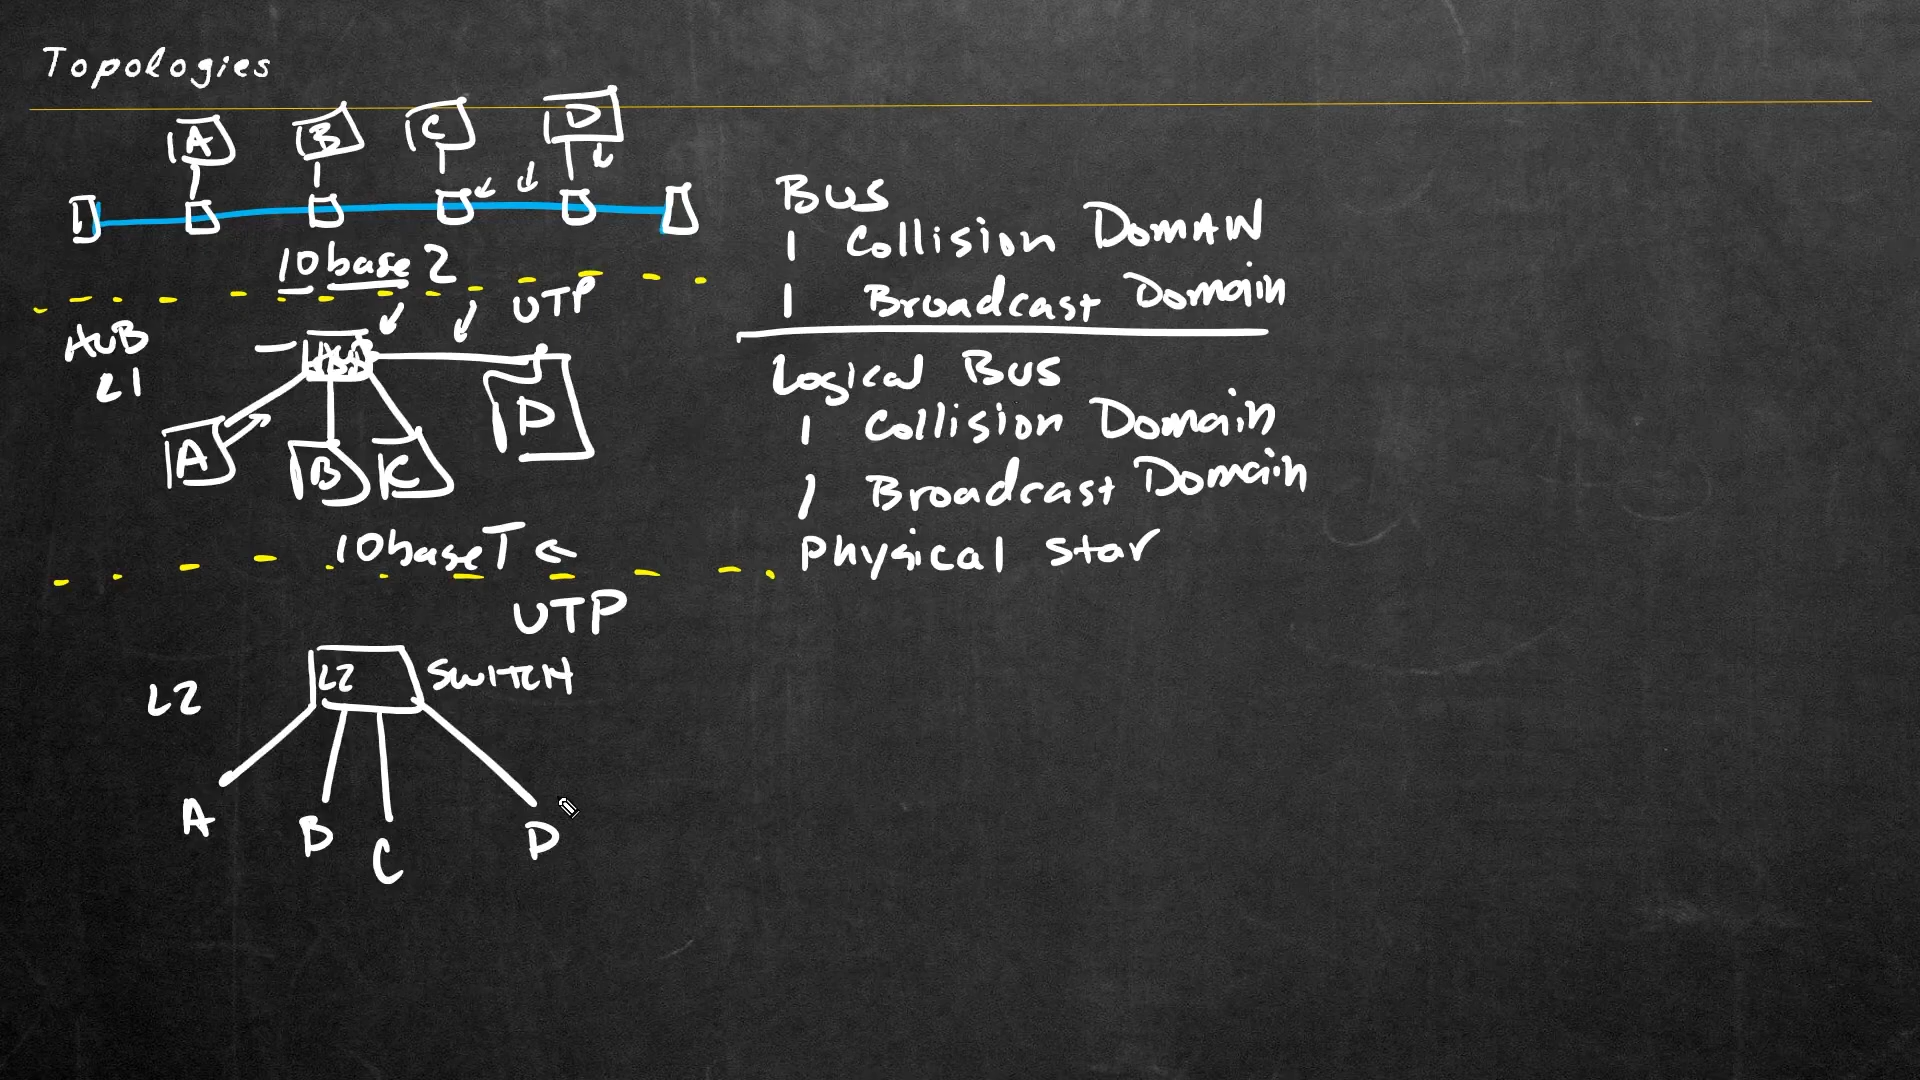 Topologies
A B C D
10base2
Bus
1 Collision DomAIN
1 Broadcast Domain
HUB
L1
UTP
HUB
A B C D
10baseT ←
Logical Bus
1 Collision Domain
1 Broadcast Domain
Physical Star
UTP
L2
L2 SWITCH
A B C D